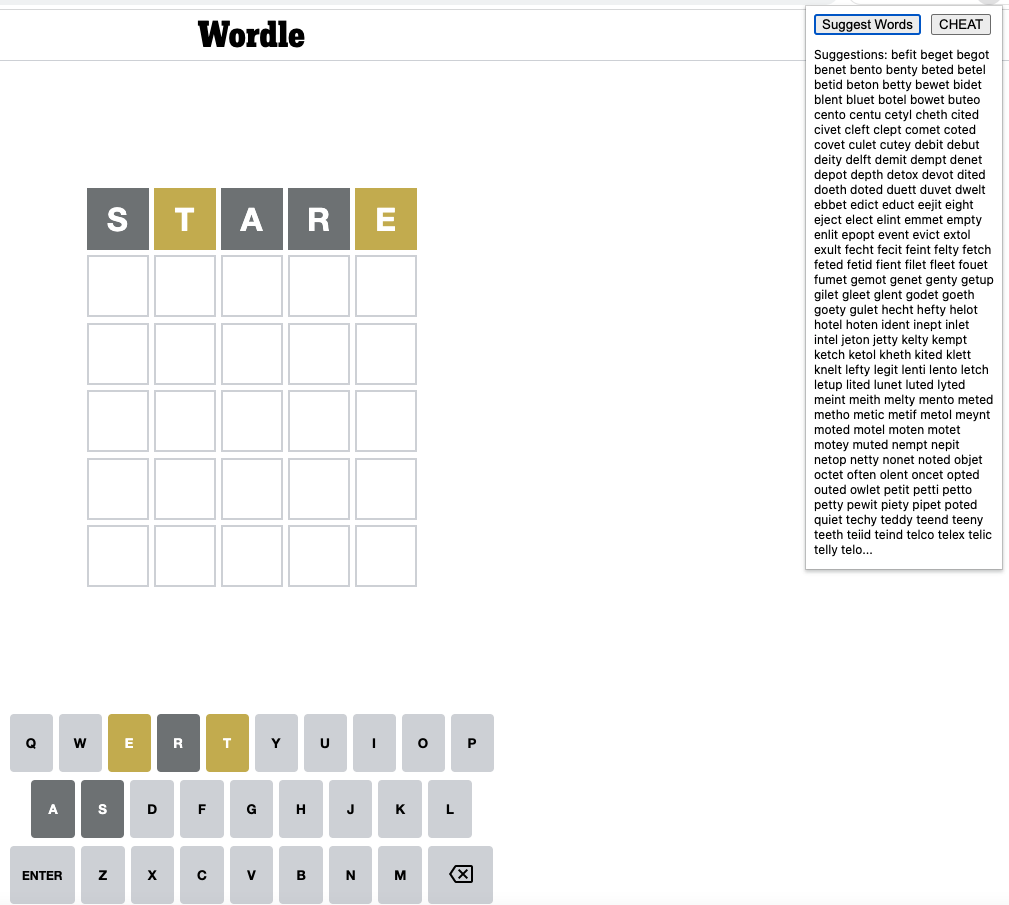 Wordle
Suggest Words CHEAT
Suggestions: befit beget begot
benet bento benty beted betel
betid beton betty bewet bidet
blent bluet botel bowet buteo
cento centu cetyl cheth cited
civet cleft clept comet coted
covet culet cutey debit debut
deity delft demit dempt denet
depot depth detox devot dited
doeth doted duett duvet dwelt
ebbet edict educt eejit eight
eject elect elint emmet empty
enlit epopt event evict extol
exult fecht fecit feint felty fetch
feted fetid fient filet fleet fouet
fumet gemot genet genty getup
gilet gleet glent godet goeth
goety gulet hecht hefty helot
hotel hoten ident inept inlet
intel jeton jetty kelty kempt
ketch ketol kheth kited klett
knelt lefty legit lenti lento letch
letup lited lunet luted lyted
meint meith melty mento meted
metho metic metif metol meynt
moted motel moten motet
motey muted nempt nepit
netop netty nonet noted objet
octet often olent oncet opted
outed owlet petit petti petto
petty pewit piety pipet poted
quiet techy teddy teend teeny
teeth teiid teind telco telex telic
telly telo...
S T A R E
Q W E R T Y U I O P
A S D F G H J K L
ENTER Z X C V B N M